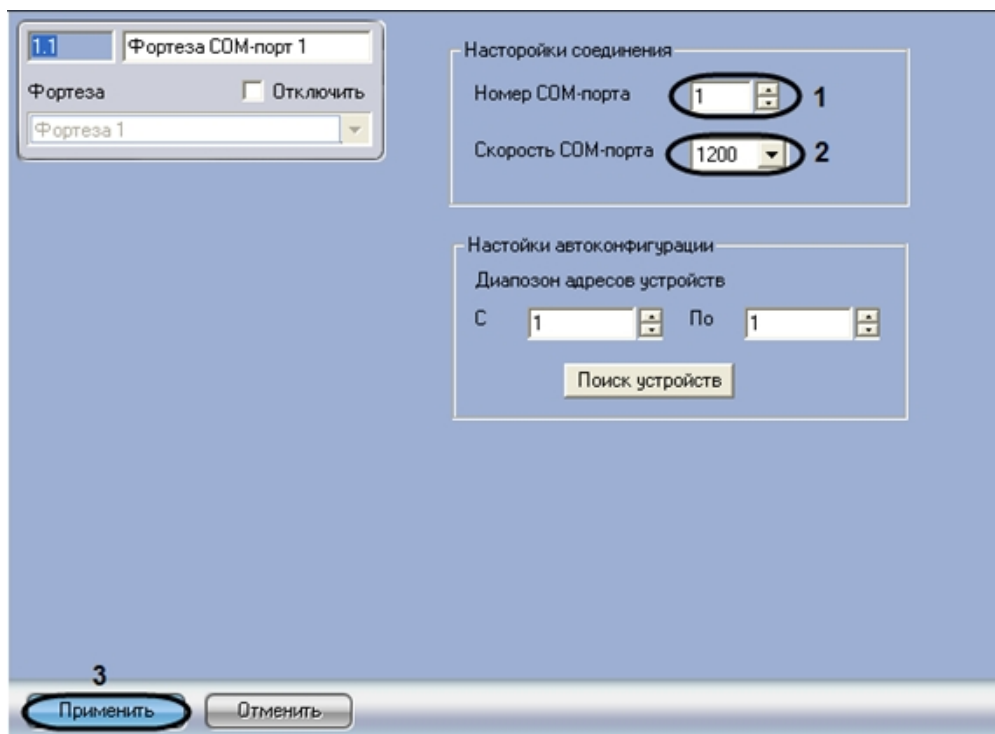 1.1 Фортеза COM-порт 1
Фортеза Отключить
Фортеза 1
Насторойки соединения
Номер COM-порта 1 1
Скорость COM-порта 1200 2
Настойки автоконфигурации
Диапозон адресов устройств
С 1 По 1
Поиск устройств
3
Применить Отменить